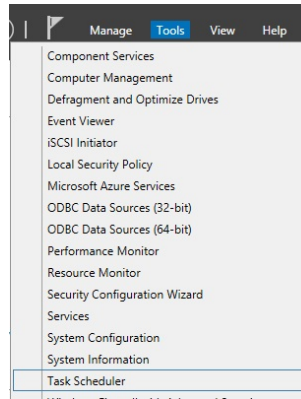 Manage Tools View Help
Component Services
Computer Management
Defragment and Optimize Drives
Event Viewer
iSCSI Initiator
Local Security Policy
Microsoft Azure Services
ODBC Data Sources (32-bit)
ODBC Data Sources (64-bit)
Performance Monitor
Resource Monitor
Security Configuration Wizard
Services
System Configuration
System Information
Task Scheduler